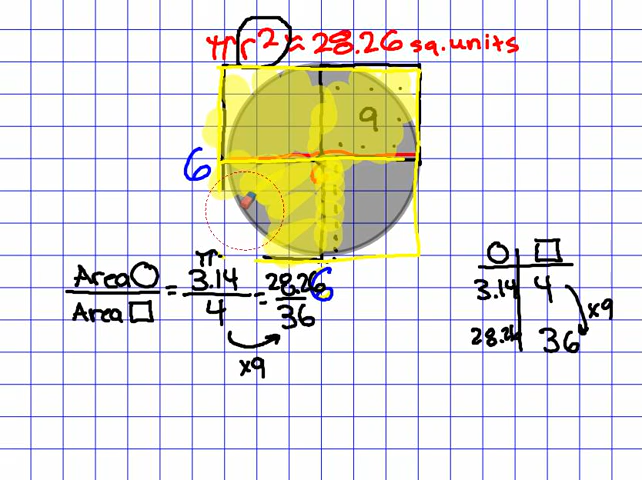 πr² ≈ 28.26 sq. units
9
6
Area○ / Area□ = π 3.14 / 4 = 28.26 / 36
6
x9
○ □
3.14 4
x9
28.26 36